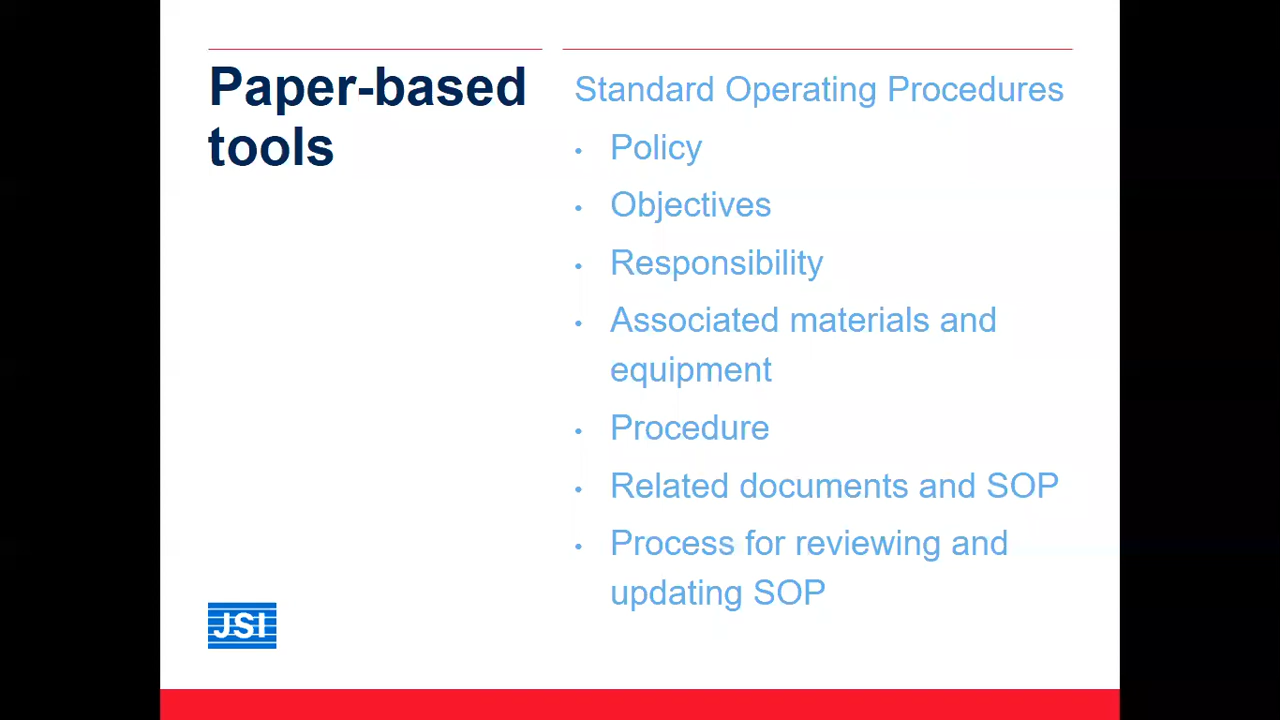 Paper-based
tools
Standard Operating Procedures
• Policy
• Objectives
• Responsibility
• Associated materials and
equipment
• Procedure
• Related documents and SOP
• Process for reviewing and
updating SOP
JSI